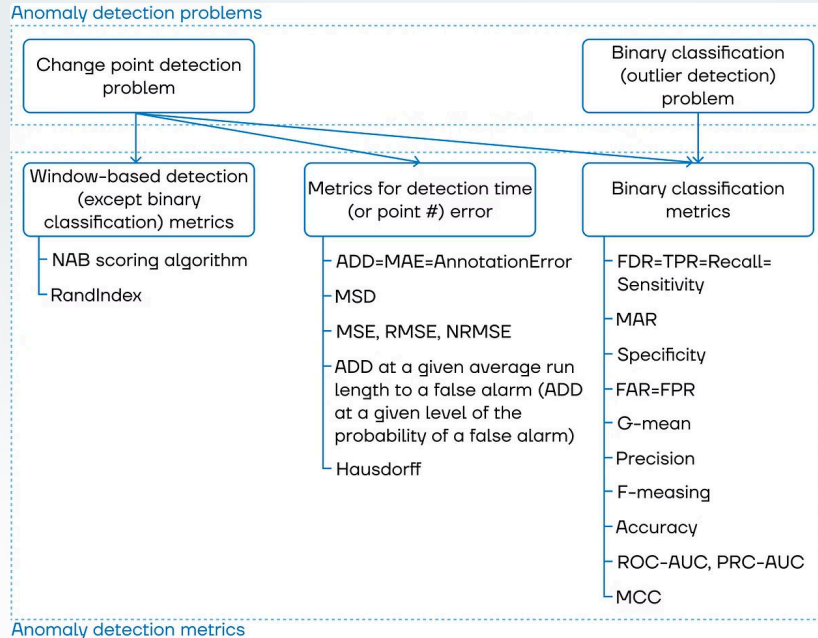 Anomaly detection problems
Change point detection
problem
Binary classification
(outlier detection)
problem
Window-based detection
(except binary
classification) metrics
NAB scoring algorithm
RandIndex
Metrics for detection time
(or point #) error
ADD=MAE=AnnotationError
MSD
MSE, RMSE, NRMSE
ADD at a given average run
length to a false alarm (ADD
at a given level of the
probability of a false alarm)
Hausdorff
Binary classification
metrics
FDR=TPR=Recall=
Sensitivity
MAR
Specificity
FAR=FPR
G-mean
Precision
F-measing
Accuracy
ROC-AUC, PRC-AUC
MCC
Anomaly detection metrics